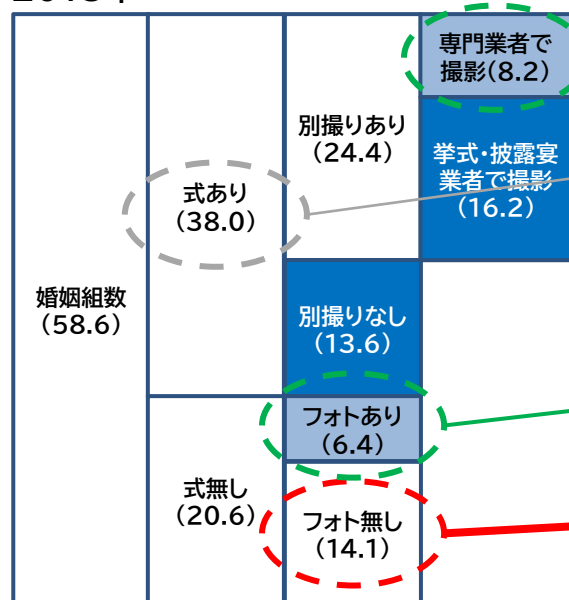 専門業者で
撮影(8.2)
別撮りあり
(24.4)
挙式・披露宴
業者で撮影
(16.2)
式あり
(38.0)
婚姻組数
(58.6)
別撮りなし
(13.6)
フォトあり
(6.4)
式無し
(20.6)
フォト無し
(14.1)